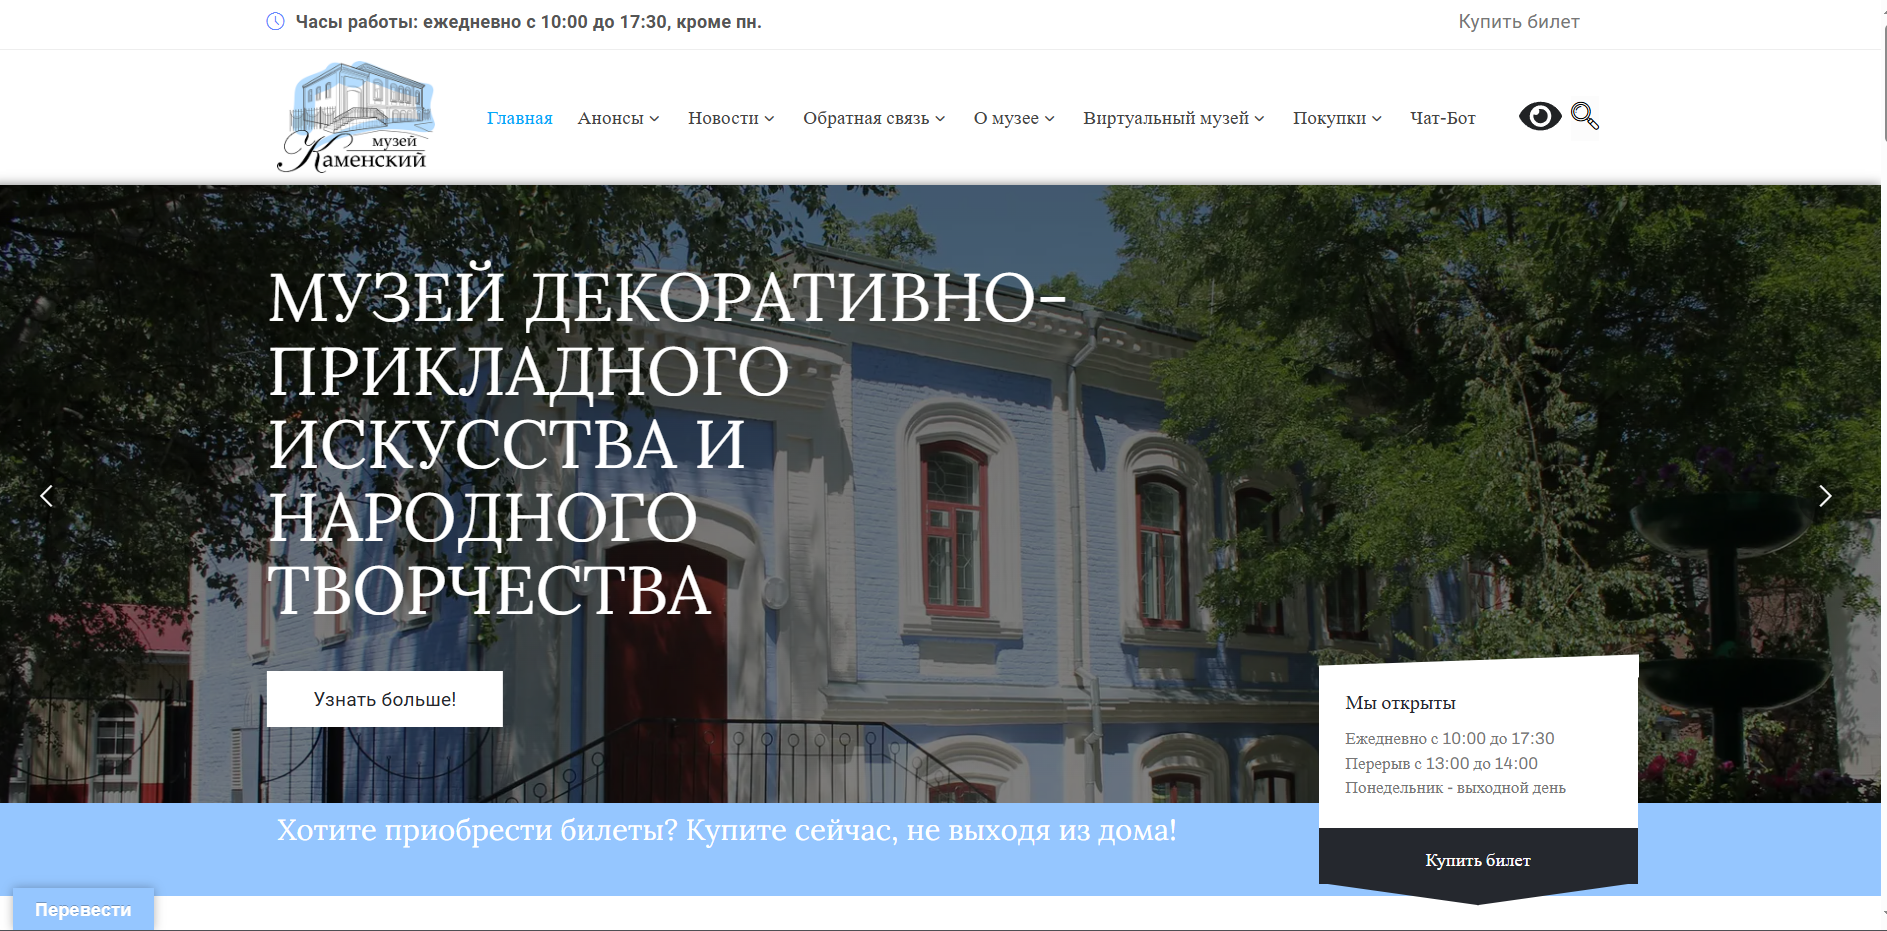 Часы работы: ежедневно с 10:00 до 17:30, кроме пн.
Купить билет
музей
Каменский
Главная
Анонсы
Новости
Обратная связь
О музее
Виртуальный музей
Покупки
Чат-Бот
МУЗЕЙ ДЕКОРАТИВНО-
ПРИКЛАДНОГО
ИСКУССТВА И
НАРОДНОГО
ТВОРЧЕСТВА
Узнать больше!
Мы открыты
Ежедневно с 10:00 до 17:30
Перерыв с 13:00 до 14:00
Понедельник - выходной день
Купить билет
Хотите приобрести билеты? Купите сейчас, не выходя из дома!
Перевести